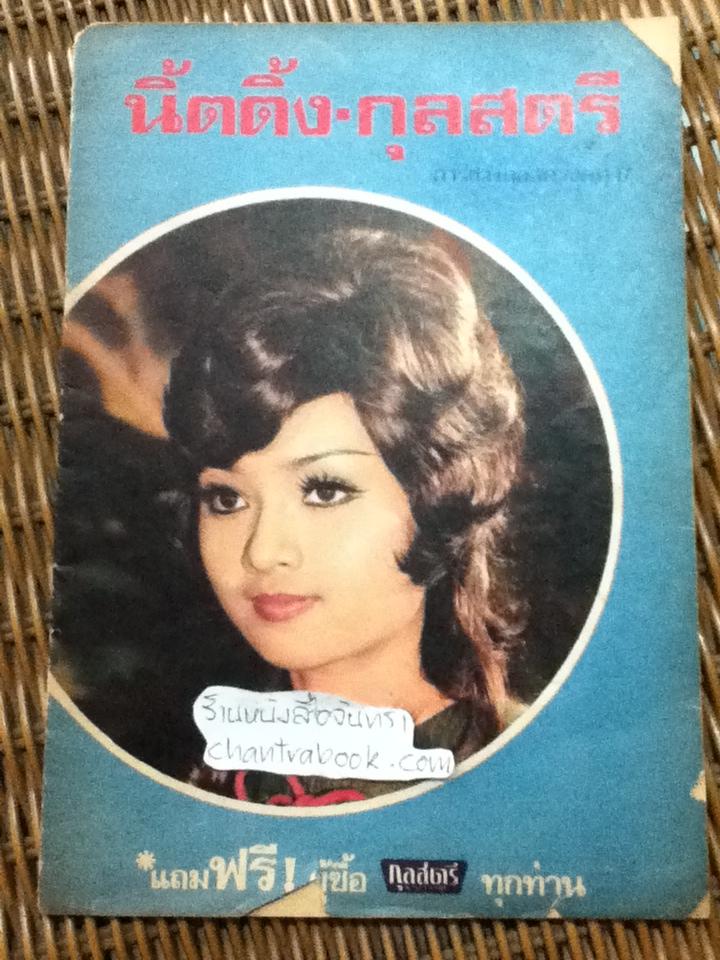 นิ้ตติ้ง·กุลสตรี
ร้านหนังสือจันทรา
chantrabook.com
*แถมฟรี! ผู้ซื้อ กุลสตรี ทุกท่าน